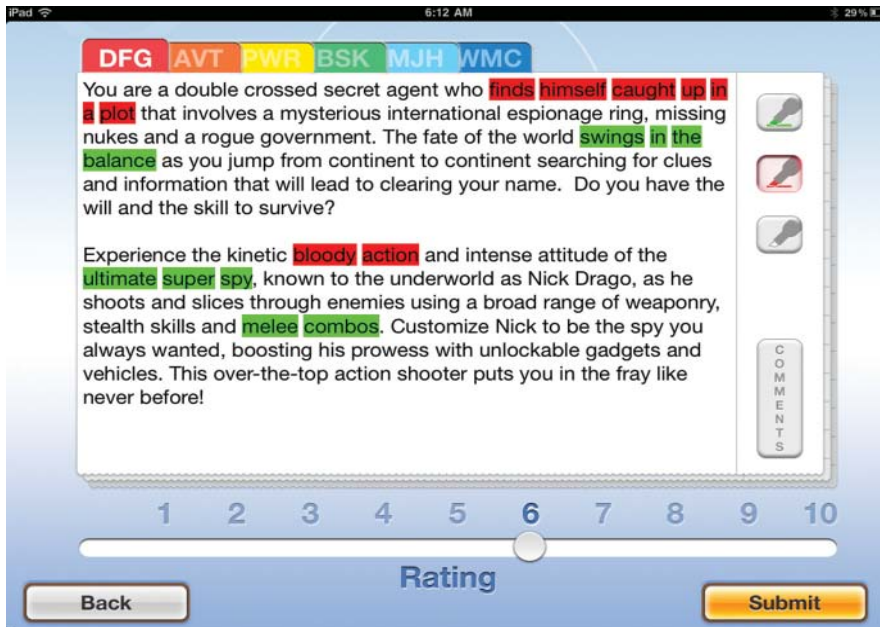 iPad 6:12 AM 29%
DFG AVT PWR BSK MJH WMC
You are a double crossed secret agent who finds himself caught up in
a plot that involves a mysterious international espionage ring, missing
nukes and a rogue government. The fate of the world swings in the
balance as you jump from continent to continent searching for clues
and information that will lead to clearing your name.  Do you have the
will and the skill to survive?
Experience the kinetic bloody action and intense attitude of the
ultimate super spy, known to the underworld as Nick Drago, as he
shoots and slices through enemies using a broad range of weaponry,
stealth skills and melee combos. Customize Nick to be the spy you
always wanted, boosting his prowess with unlockable gadgets and
vehicles. This over-the-top action shooter puts you in the fray like
never before!
COMMENTS
1 2 3 4 5 6 7 8 9 10
Rating
Back Submit